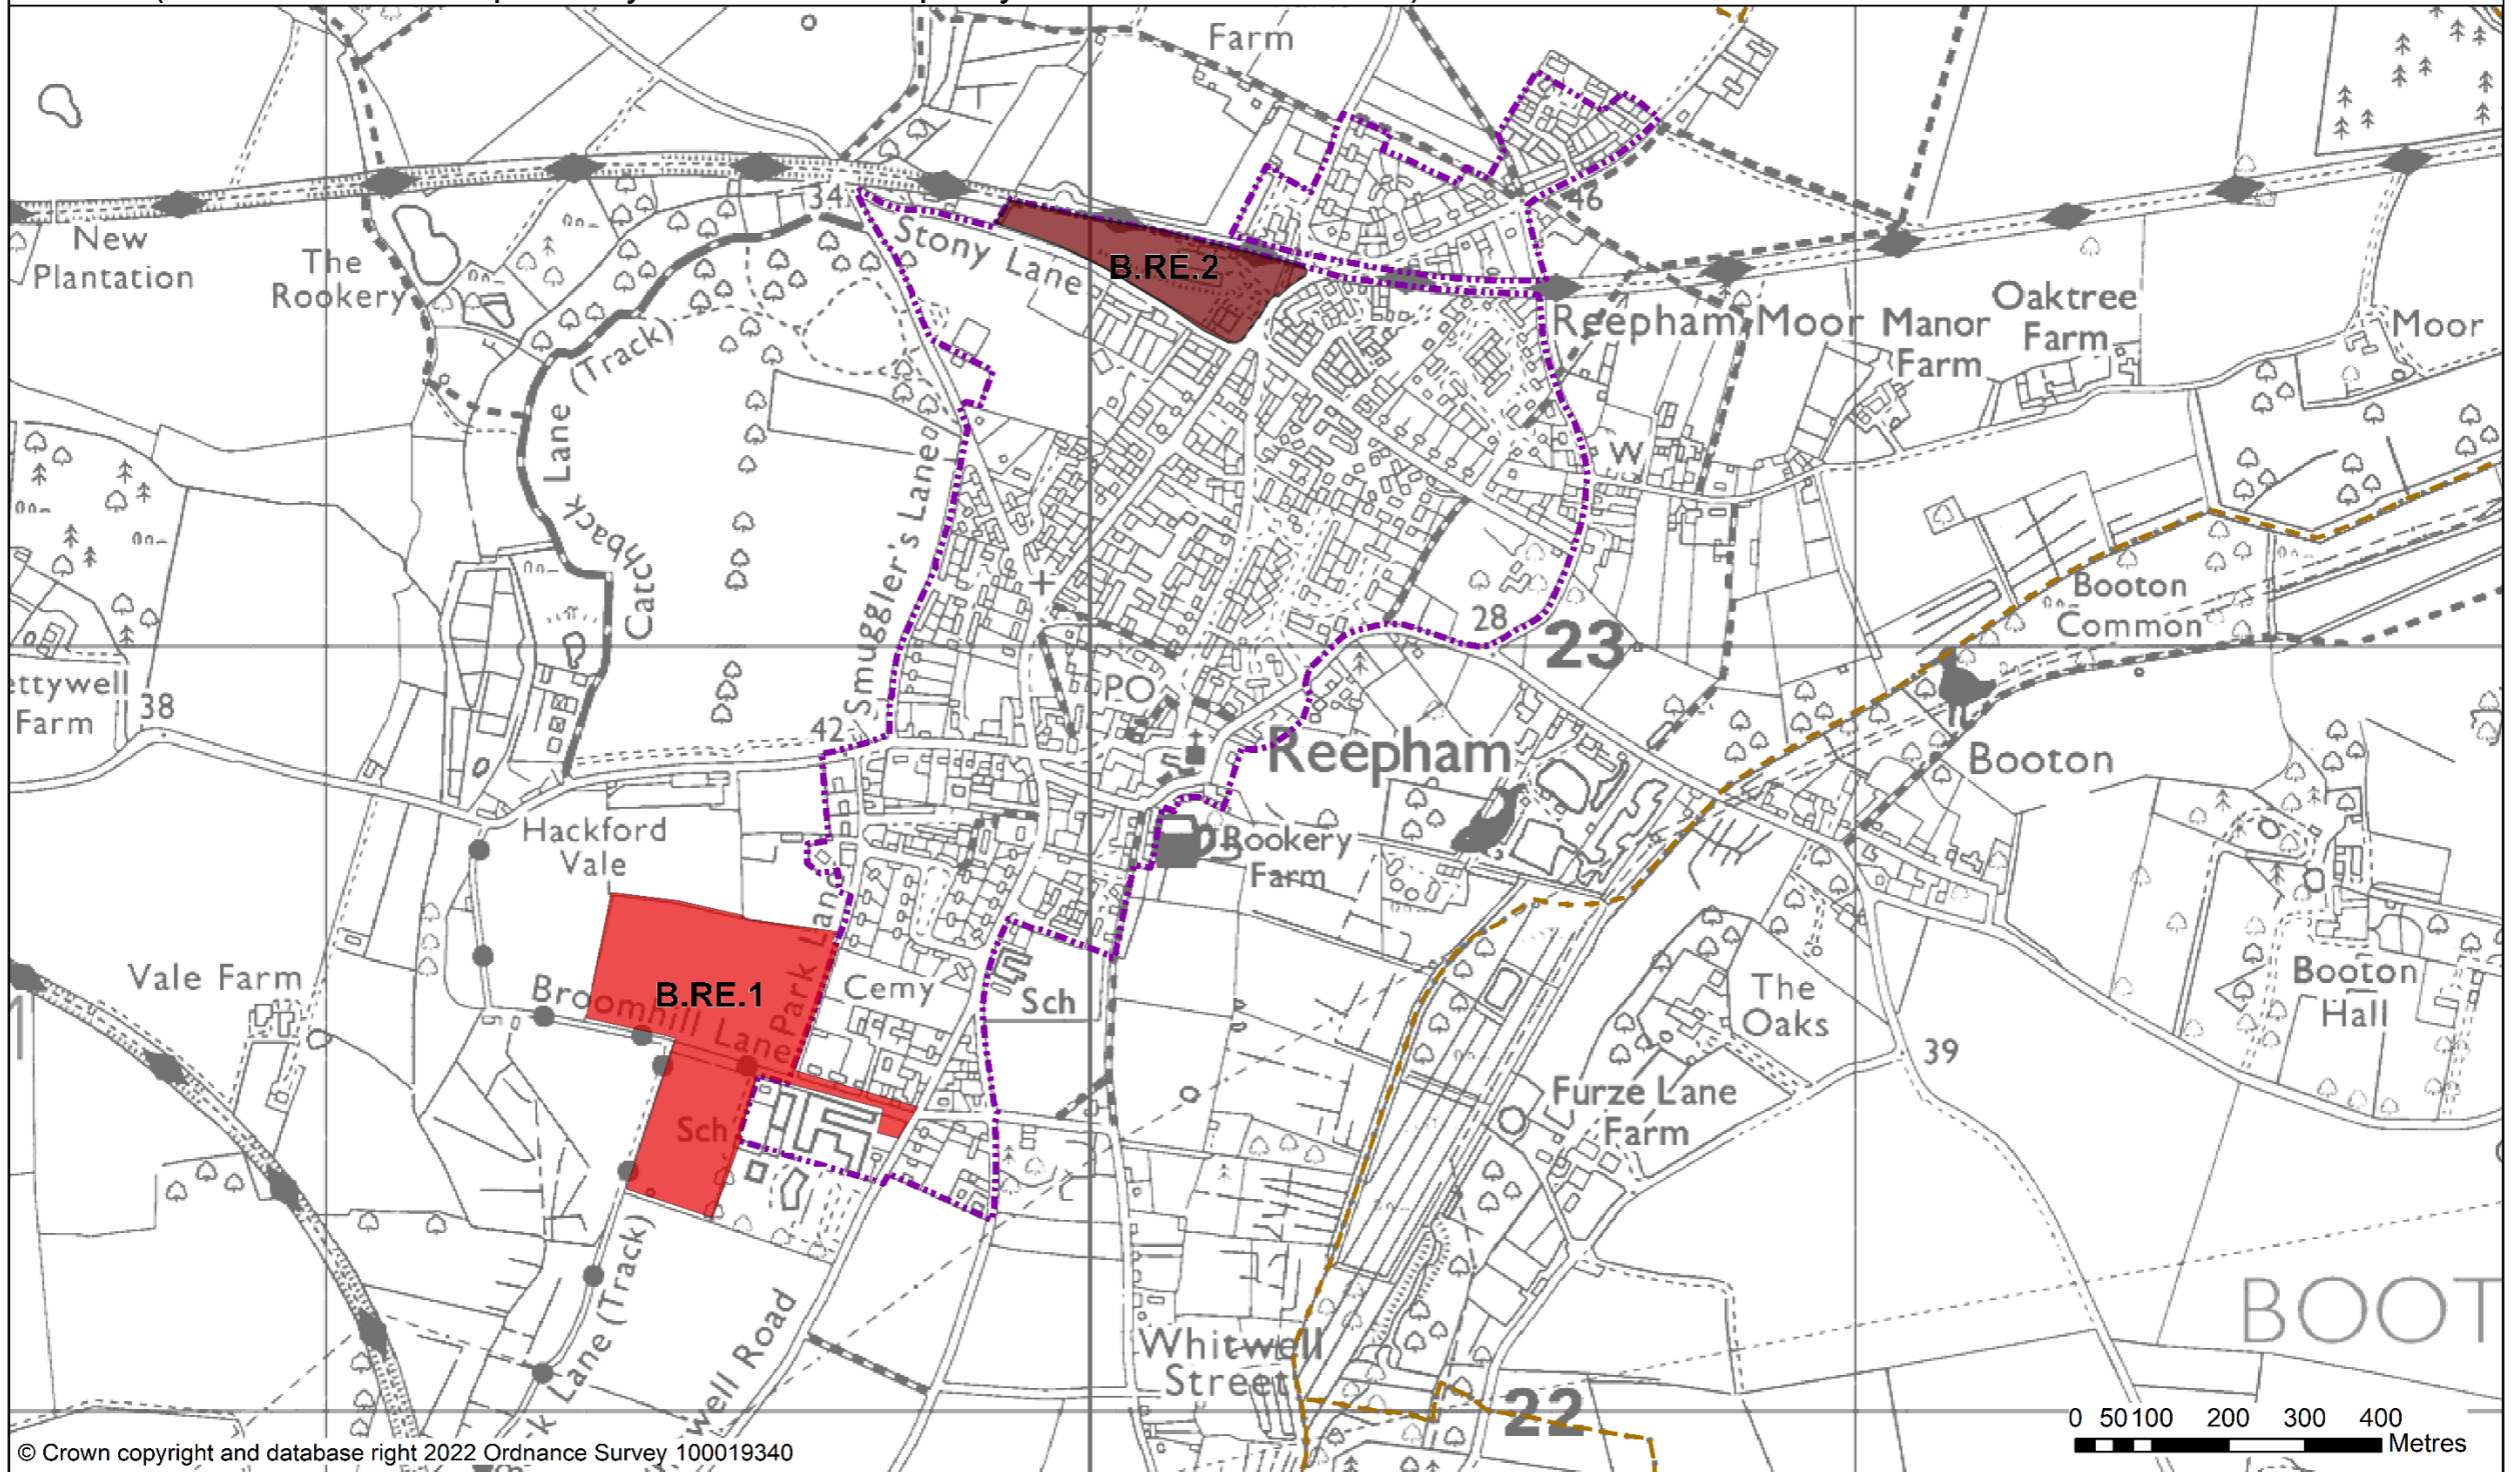 Farm
34
46
New
Plantation
The
Rookery
Stony Lane
B.RE.2
Reepham Moor
Manor
Farm
Oaktree
Farm
Moor
Catchback Lane (Track)
Smuggler's Lane
W
28
23
Booton
Common
ettywell
Farm
38
42
PO
Reepham
Booton
Hackford
Vale
Rookery
Farm
Park Lane
Vale Farm
B.RE.1
Broomhill Lane
Cemy
Sch
The
Oaks
Booton
Hall
39
Sch
Furze Lane
Farm
BOOT
Whitwell
Street
k Lane (Track)
well Road
22
0 50 100 200 300 400
Metres
© Crown copyright and database right 2022 Ordnance Survey 100019340